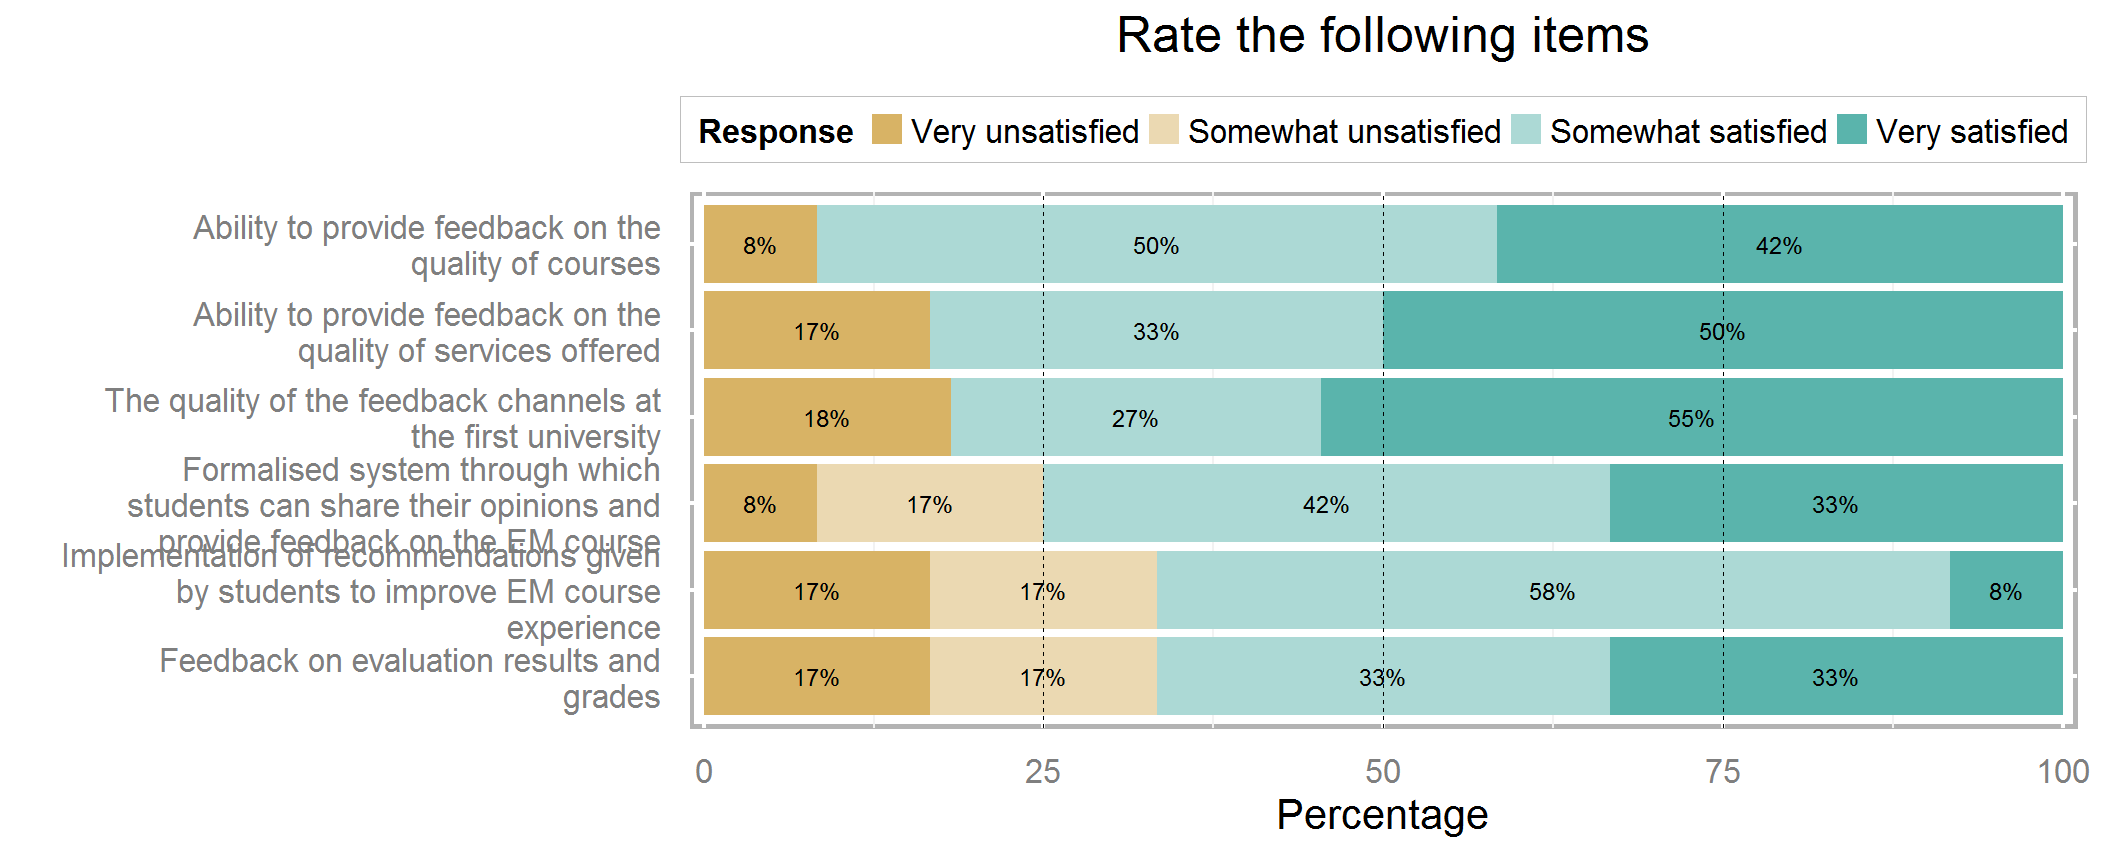 Rate the following items
Response Very unsatisfied Somewhat unsatisfied Somewhat satisfied Very satisfied
Ability to provide feedback on the
quality of courses
8% 50% 42%
Ability to provide feedback on the
quality of services offered
17% 33% 50%
The quality of the feedback channels at
the first university
18% 27% 55%
Formalised system through which
students can share their opinions and
provide feedback on the EM course
8% 17% 42% 33%
Implementation of recommendations given
by students to improve EM course
experience
17% 17% 58% 8%
Feedback on evaluation results and
grades
17% 17% 33% 33%
0 25 50 75 100
Percentage